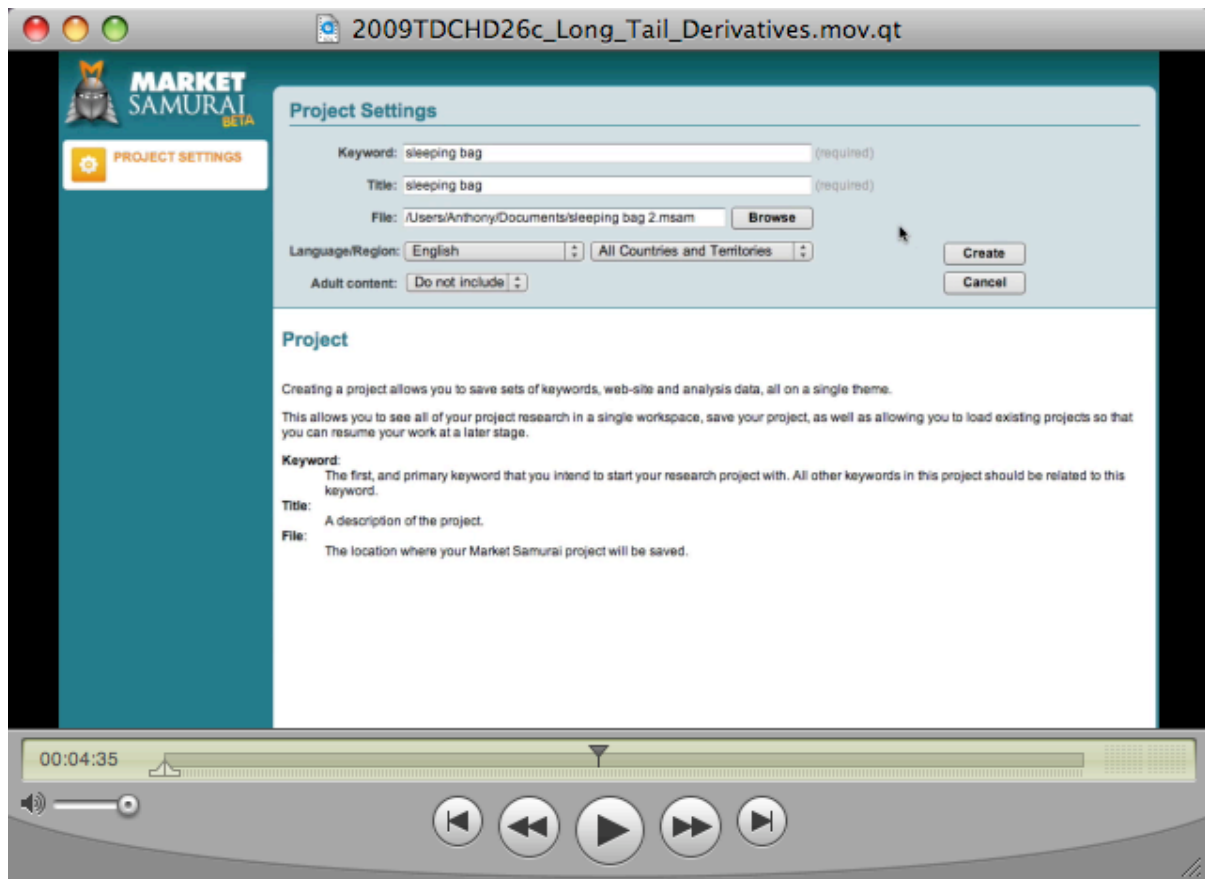 2009TDCHD26c_Long_Tail_Derivatives.mov.qt
MARKET
SAMURAI
BETA
PROJECT SETTINGS
Project Settings
Keyword: sleeping bag (required)
Title: sleeping bag (required)
File: /Users/Anthony/Documents/sleeping bag 2.msam Browse
Language/Region: English All Countries and Territories Create
Adult content: Do not include Cancel
Project
Creating a project allows you to save sets of keywords, web-site and analysis data, all on a single theme.
This allows you to see all of your project research in a single workspace, save your project, as well as allowing you to load existing projects so that
you can resume your work at a later stage.
Keyword:
The first, and primary keyword that you intend to start your research project with. All other keywords in this project should be related to this
keyword.
Title:
A description of the project.
File:
The location where your Market Samurai project will be saved.
00:04:35